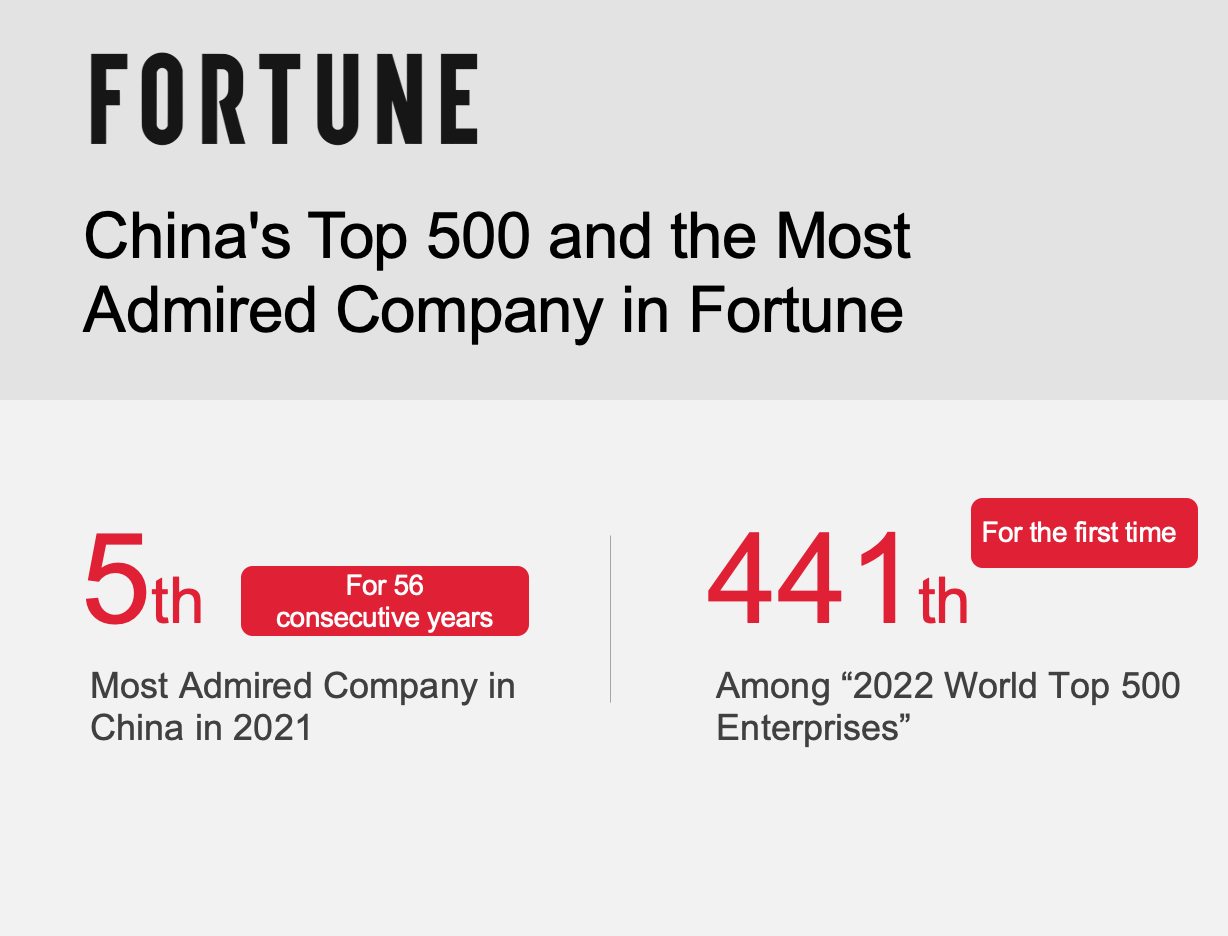 FORTUNE
China's Top 500 and the Most
Admired Company in Fortune
5th
For 56
consecutive years
Most Admired Company in
China in 2021
441th
For the first time
Among “2022 World Top 500
Enterprises”